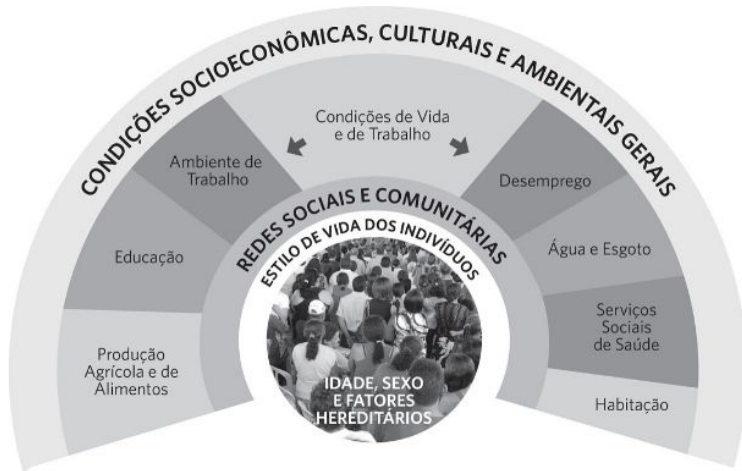 CONDIÇÕES SOCIOECONÔMICAS, CULTURAIS E AMBIENTAIS GERAIS
Condições de Vida
e de Trabalho
Ambiente de
Trabalho
Desemprego
REDES SOCIAIS E COMUNITÁRIAS
ESTILO DE VIDA DOS INDIVÍDUOS
Educação
Água e Esgoto
Serviços
Sociais
de Saúde
Produção
Agrícola e de
Alimentos
Habitação
IDADE, SEXO
E FATORES
HEREDITÁRIOS